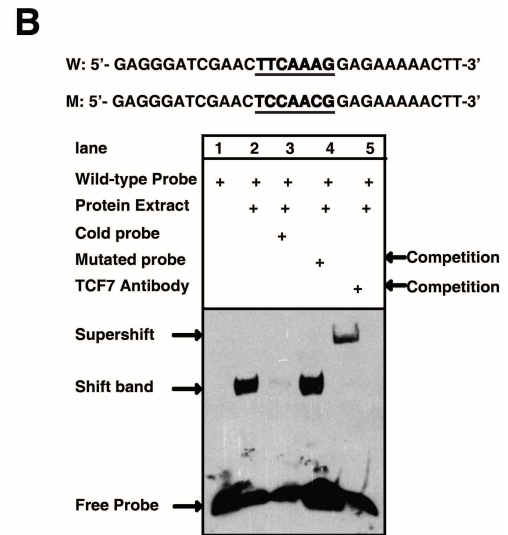 B
W: 5'- GAGGGATCGAACTTCAAAGGAGAAAAACTT-3'
M: 5'- GAGGGATCGAACTCCAACGGAGAAAAACTT-3'
lane 1 2 3 4 5
Wild-type Probe + + + + +
Protein Extract + + + +
Cold probe +
Mutated probe + Competition
TCF7 Antibody + Competition
Supershift
Shift band
Free Probe